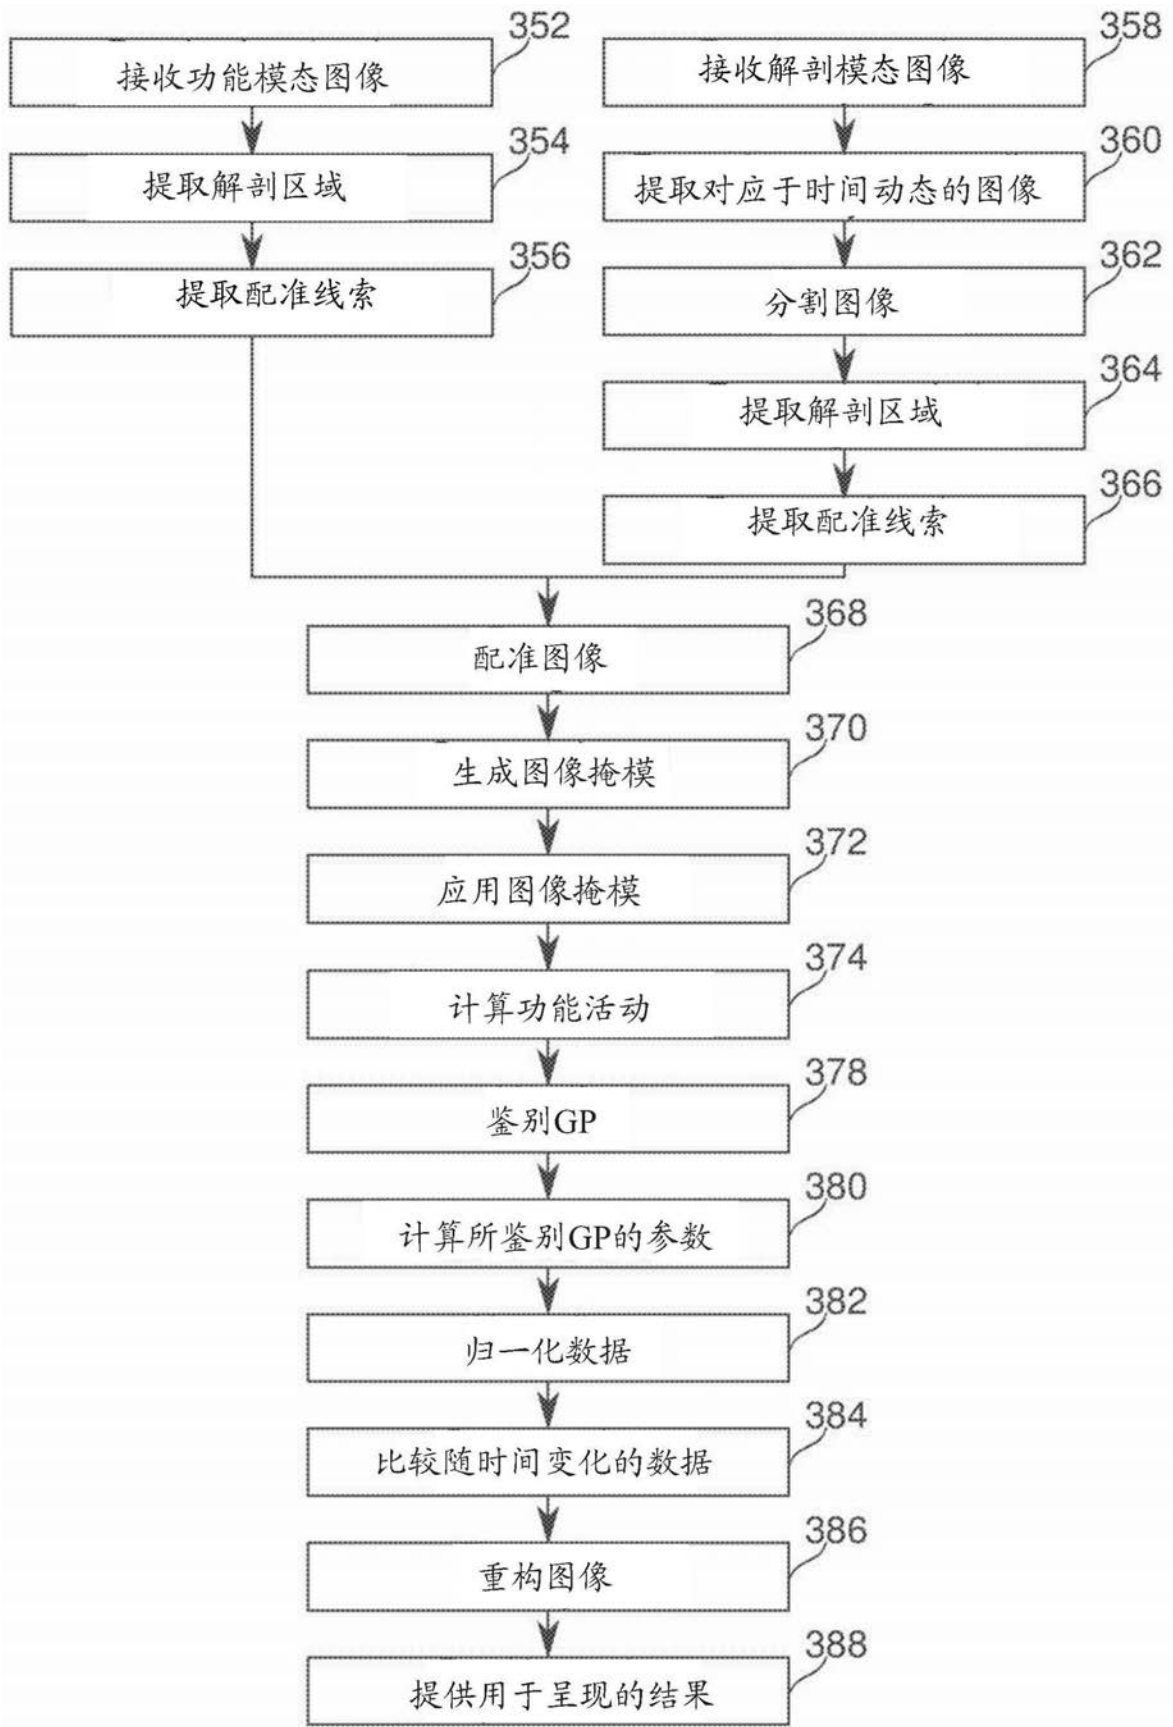 352
接收功能模态图像
354
提取解剖区域
356
提取配准线索
358
接收解剖模态图像
360
提取对应于时间动态的图像
362
分割图像
364
提取解剖区域
366
提取配准线索
368
配准图像
370
生成图像掩模
372
应用图像掩模
374
计算功能活动
378
鉴别GP
380
计算所鉴别GP的参数
382
归一化数据
384
比较随时间变化的数据
386
重构图像
388
提供用于呈现的结果